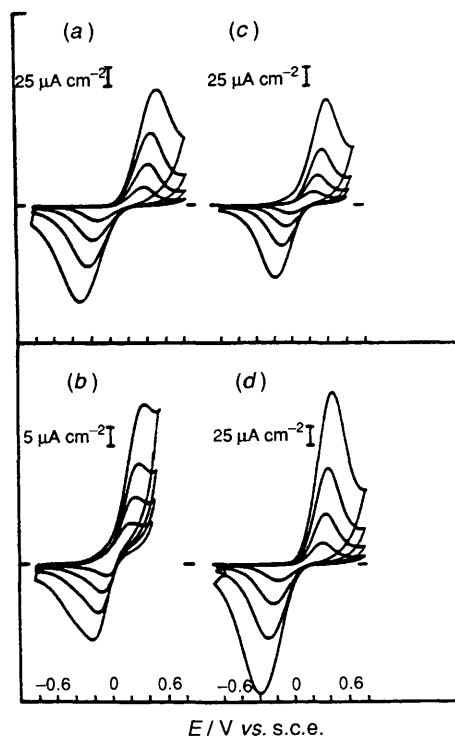 (a)
(c)
25 µA cm⁻²
25 µA cm⁻²
(b)
(d)
5 µA cm⁻²
25 µA cm⁻²
−0.6 0 0.6
−0.6 0 0.6
E / V vs. s.c.e.